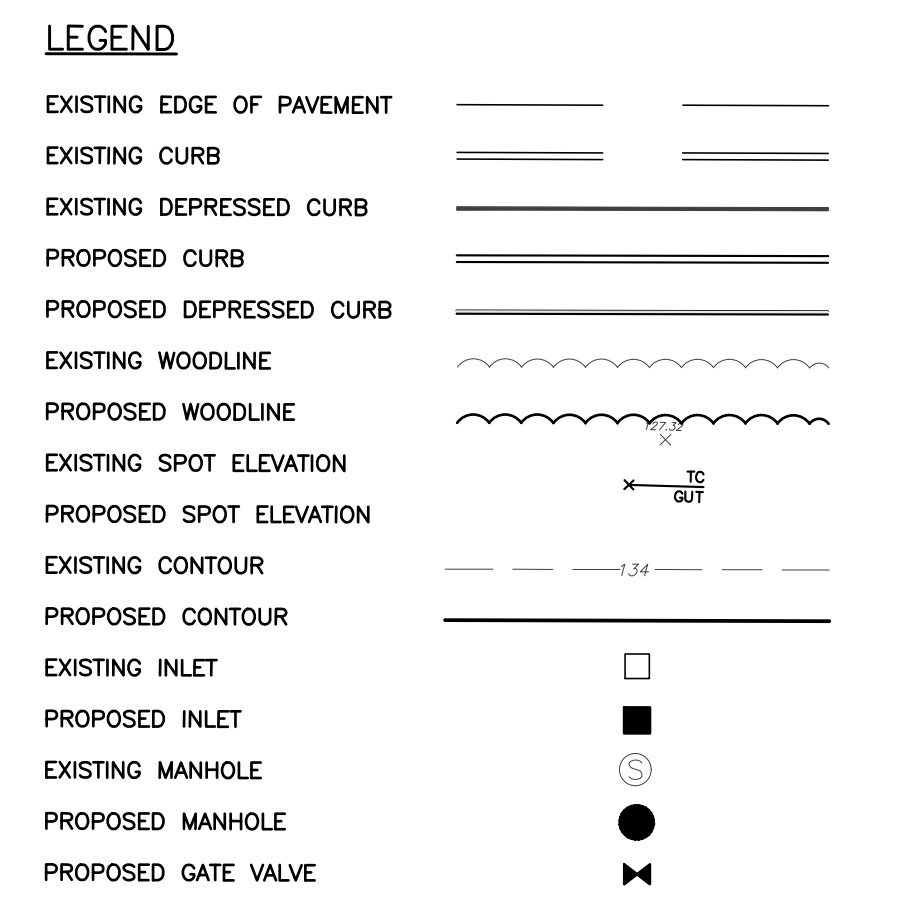 LEGEND
EXISTING EDGE OF PAVEMENT
EXISTING CURB
EXISTING DEPRESSED CURB
PROPOSED CURB
PROPOSED DEPRESSED CURB
EXISTING WOODLINE
PROPOSED WOODLINE
127.32
EXISTING SPOT ELEVATION
TC
GUT
PROPOSED SPOT ELEVATION
EXISTING CONTOUR 134
PROPOSED CONTOUR
EXISTING INLET
PROPOSED INLET
EXISTING MANHOLE S
PROPOSED MANHOLE
PROPOSED GATE VALVE